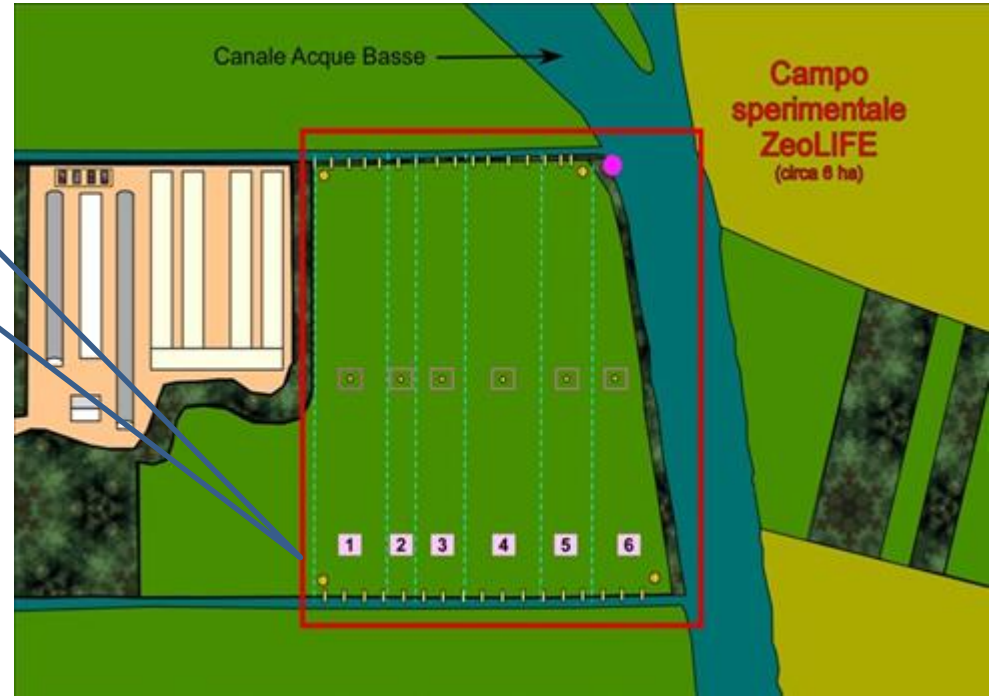 Canale Acque Basse
Campo
sperimentale
ZeoLIFE
(circa 6 ha)
1 2 3 4 5 6